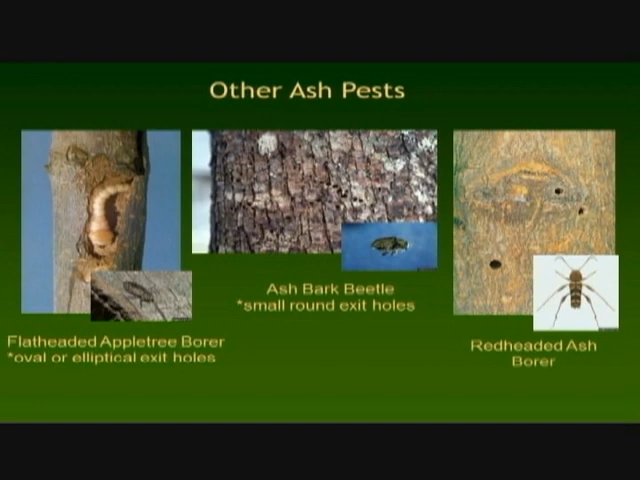 Other Ash Pests
Ash Bark Beetle
*small round exit holes
Flatheaded Appletree Borer
*oval or elliptical exit holes
Redheaded Ash
Borer